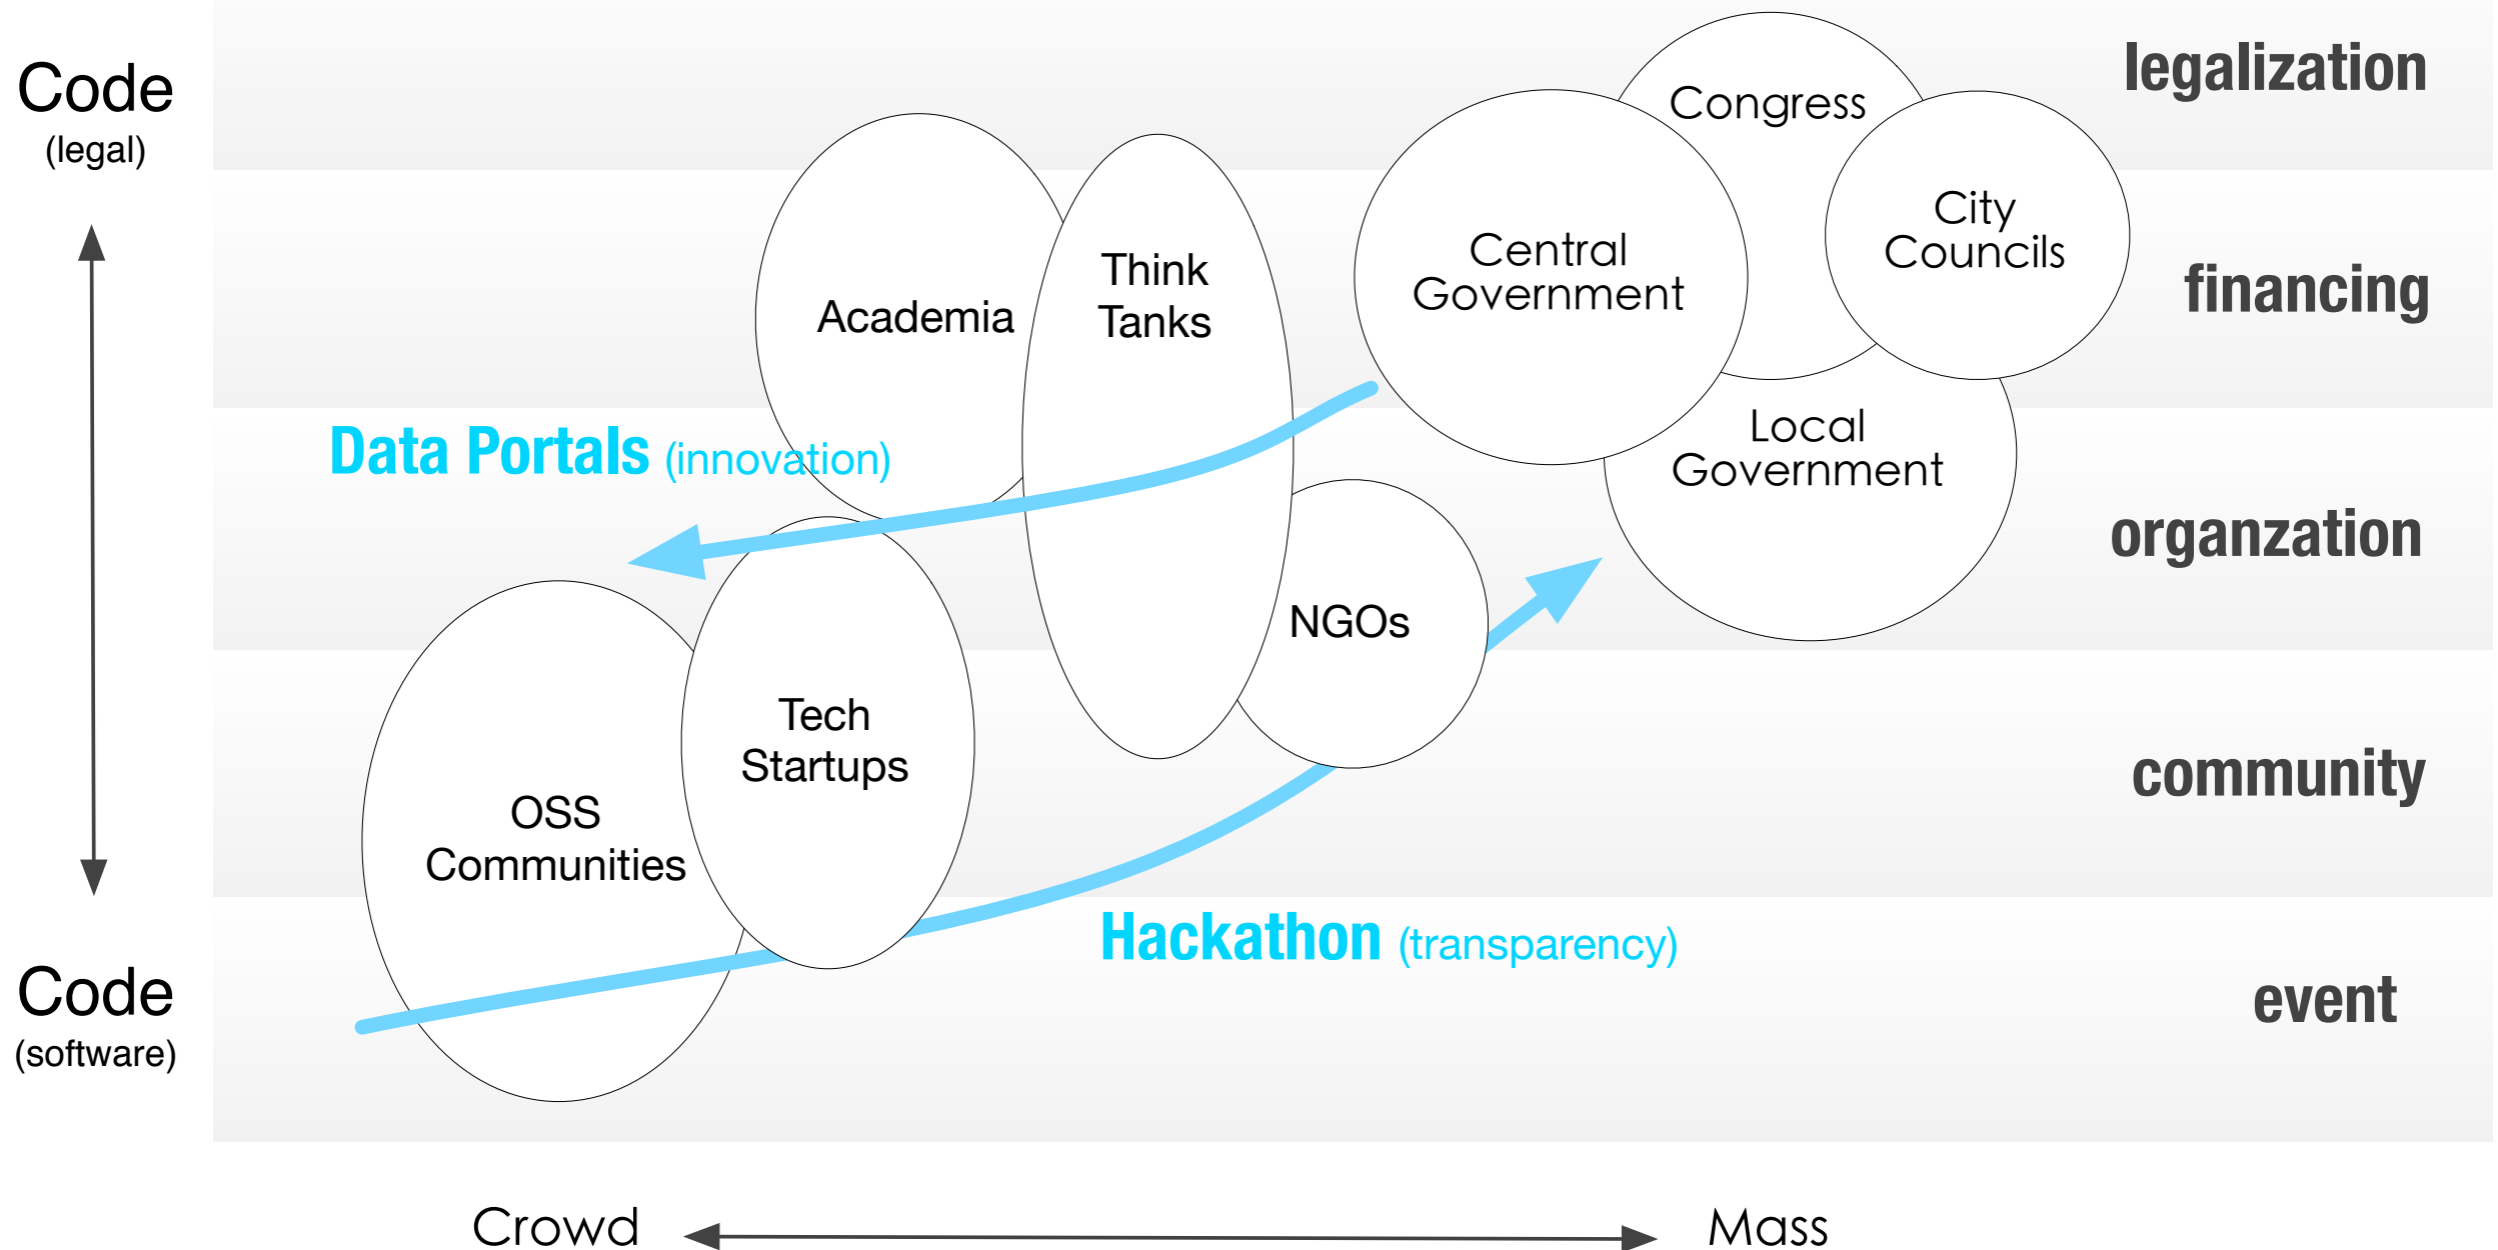 Code
(legal)
legalization
Congress
City
Councils
Central
Government
financing
Think
Tanks
Academia
Local
Government
Data Portals (innovation)
organzation
NGOs
Tech
Startups
community
OSS
Communities
Hackathon (transparency)
Code
(software)
event
Crowd
Mass